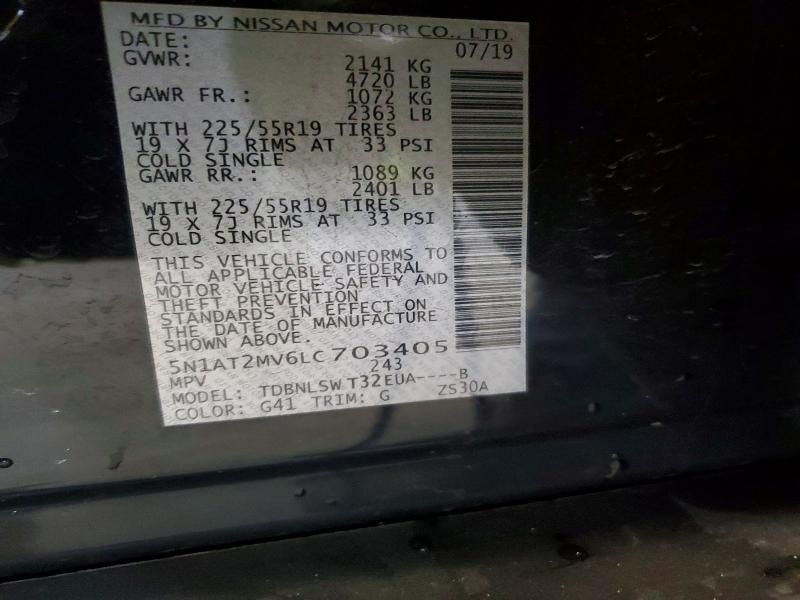 MFD BY NISSAN MOTOR CO., LTD.
DATE: 07/19
GVWR: 2141 KG
4720 LB
GAWR FR.: 1072 KG
2363 LB
WITH 225/55R19 TIRES
19 X 7J RIMS AT 33 PSI
COLD SINGLE
GAWR RR.: 1089 KG
2401 LB
WITH 225/55R19 TIRES
19 X 7J RIMS AT 33 PSI
COLD SINGLE
THIS VEHICLE CONFORMS TO
ALL APPLICABLE FEDERAL
MOTOR VEHICLE SAFETY AND
THEFT PREVENTION
STANDARDS IN EFFECT ON
THE DATE OF MANUFACTURE
SHOWN ABOVE.
5N1AT2MV6LC703405
MPV 243
MODEL: TDBNLSW T32EUA----B
COLOR: G41 TRIM: G ZS30A